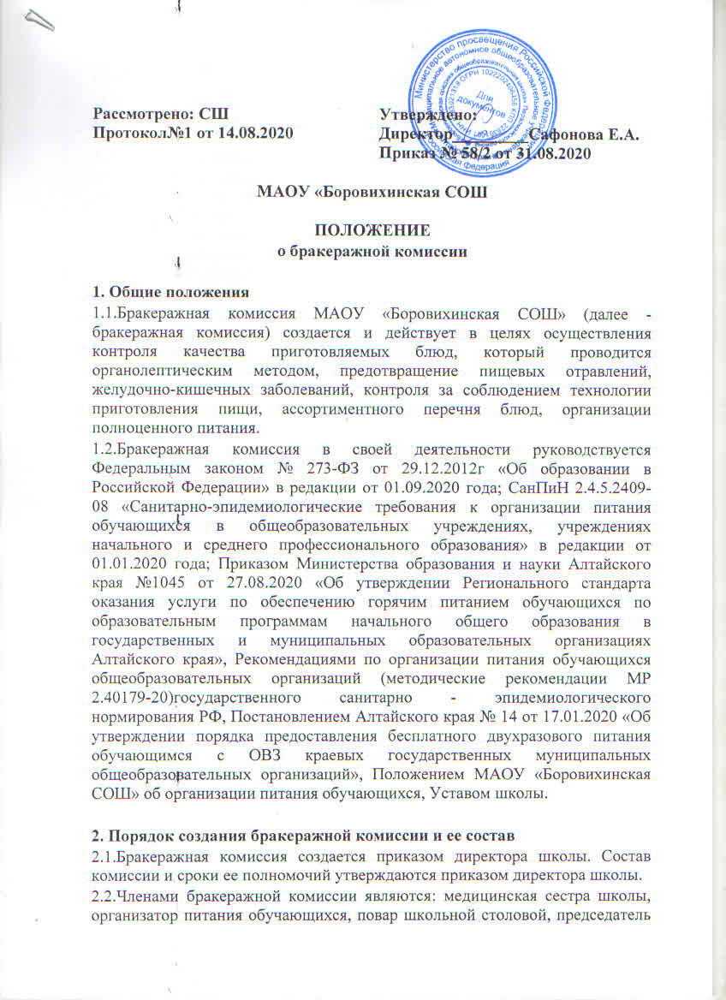 Рассмотрено: СШ
Протокол№1 от 14.08.2020
Утверждено:
Директор_________ Сафонова Е.А.
Приказ № 58/2 от 31.08.2020
Министерство просвещения Российской Федерации
Для
документов
МАОУ «Боровихинская СОШ
ПОЛОЖЕНИЕ
о бракеражной комиссии
1. Общие положения
1.1.Бракеражная комиссия МАОУ «Боровихинская СОШ» (далее -
бракеражная комиссия) создается и действует в целях осуществления
контроля качества приготовляемых блюд, который проводится
органолептическим методом, предотвращение пищевых отравлений,
желудочно-кишечных заболеваний, контроля за соблюдением технологии
приготовления пищи, ассортиментного перечня блюд, организации
полноценного питания.
1.2.Бракеражная комиссия в своей деятельности руководствуется
Федеральным законом № 273-ФЗ от 29.12.2012г «Об образовании в
Российской Федерации» в редакции от 01.09.2020 года; СанПиН 2.4.5.2409-
08 «Санитарно-эпидемиологические требования к организации питания
обучающихся в общеобразовательных учреждениях, учреждениях
начального и среднего профессионального образования» в редакции от
01.01.2020 года; Приказом Министерства образования и науки Алтайского
края №1045 от 27.08.2020 «Об утверждении Регионального стандарта
оказания услуги по обеспечению горячим питанием обучающихся по
образовательным программам начального общего образования в
государственных и муниципальных образовательных организациях
Алтайского края», Рекомендациями по организации питания обучающихся
общеобразовательных организаций (методические рекомендации МР
2.40179-20)государственного санитарно - эпидемиологического
нормирования РФ, Постановлением Алтайского края № 14 от 17.01.2020 «Об
утверждении порядка предоставления бесплатного двухразового питания
обучающимся с ОВЗ краевых государственных муниципальных
общеобразовательных организаций», Положением МАОУ «Боровихинская
СОШ» об организации питания обучающихся, Уставом школы.
2. Порядок создания бракеражной комиссии и ее состав
2.1.Бракеражная комиссия создается приказом директора школы. Состав
комиссии и сроки ее полномочий утверждаются приказом директора школы.
2.2.Членами бракеражной комиссии являются: медицинская сестра школы,
организатор питания обучающихся, повар школьной столовой, председатель